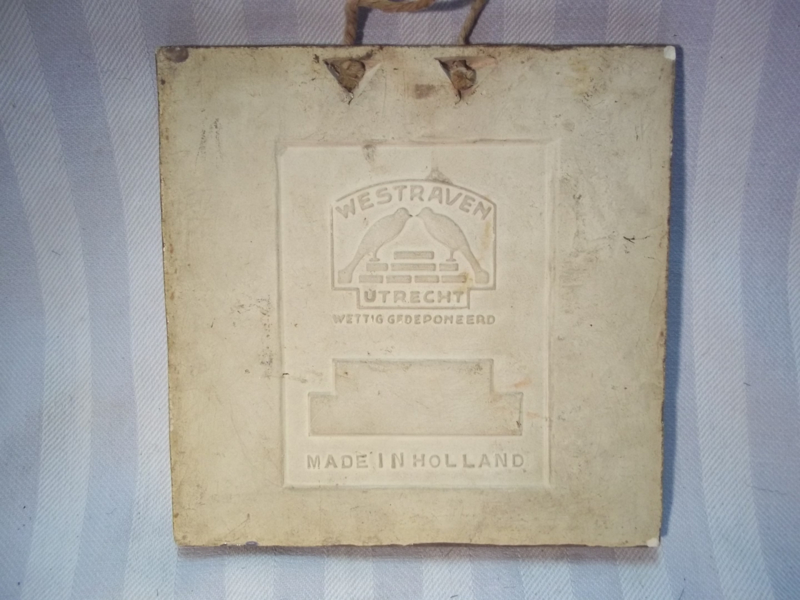 WESTRAVEN
UTRECHT
WETTIG GEDEPONEERD
MADE IN HOLLAND